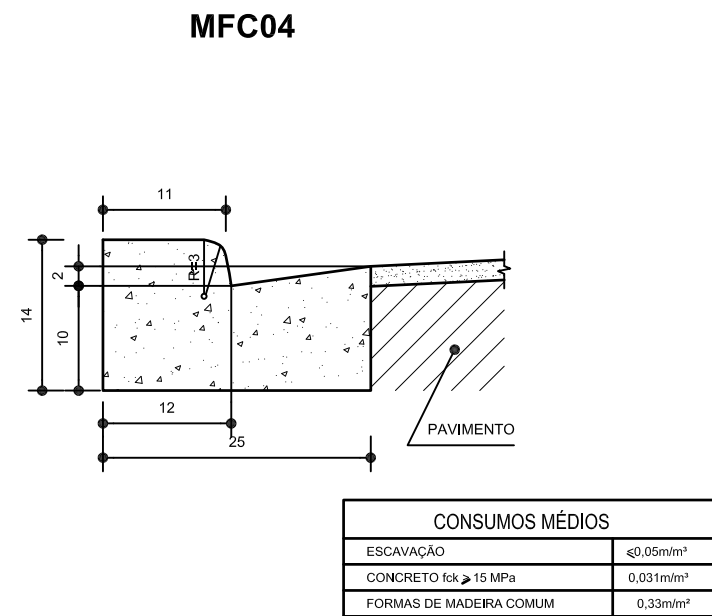 MFC04
11
R=3
2
14
10
12
25
PAVIMENTO
CONSUMOS MÉDIOS
ESCAVAÇÃO ⩽0,05m/m³
CONCRETO fck ⩾ 15 MPa 0,031m/m³
FORMAS DE MADEIRA COMUM 0,33m/m²